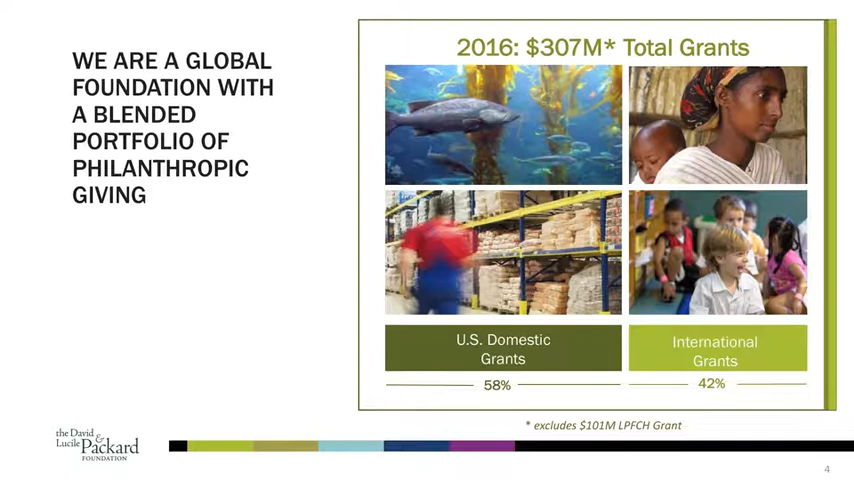 WE ARE A GLOBAL
FOUNDATION WITH
A BLENDED
PORTFOLIO OF
PHILANTHROPIC
GIVING
2016: $307M* Total Grants
U.S. Domestic
Grants
International
Grants
58%
42%
* excludes $101M LPFCH Grant
the David
&
Lucile Packard
FOUNDATION
4